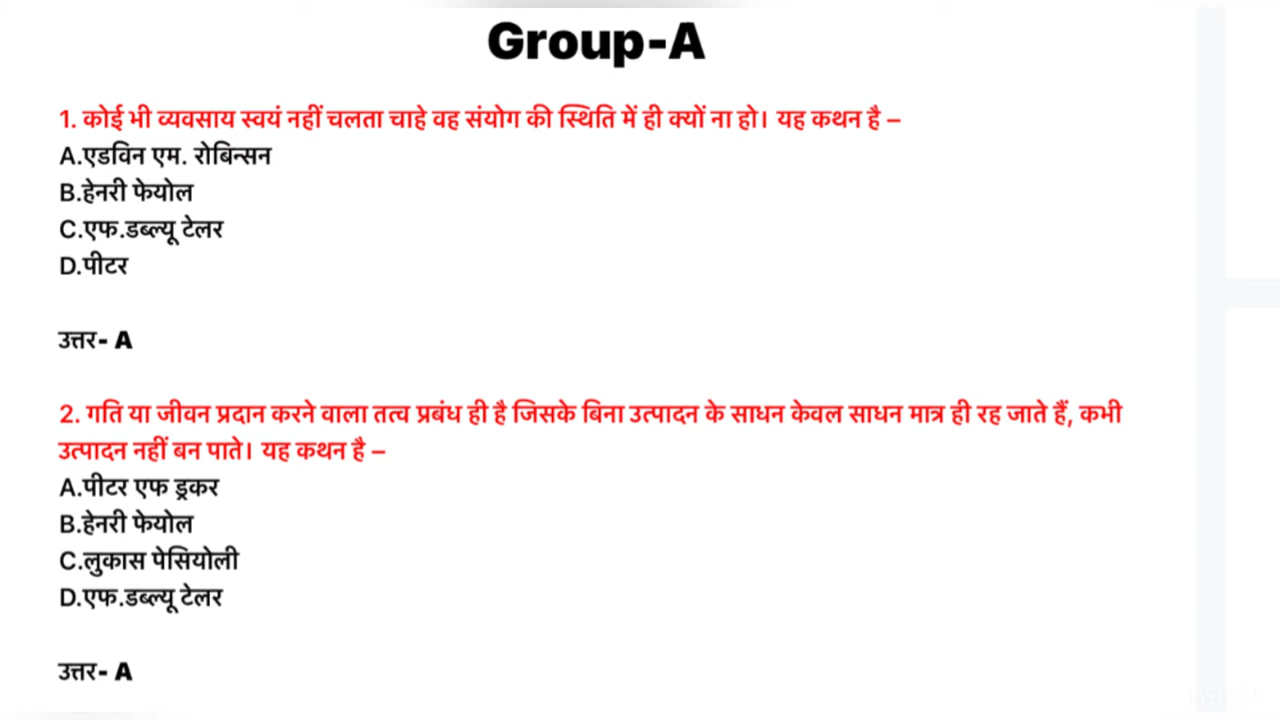 Group-A
1. कोई भी व्यवसाय स्वयं नहीं चलता चाहे वह संयोग की स्थिति में ही क्यों ना हो। यह कथन है –
A.एडविन एम. रोबिन्सन
B.हेनरी फेयोल
C.एफ.डब्ल्यू टेलर
D.पीटर
उत्तर- A
2. गति या जीवन प्रदान करने वाला तत्व प्रबंध ही है जिसके बिना उत्पादन के साधन केवल साधन मात्र ही रह जाते हैं, कभी
उत्पादन नहीं बन पाते। यह कथन है –
A.पीटर एफ ड्रकर
B.हेनरी फेयोल
C.लुकास पेसियोली
D.एफ.डब्ल्यू टेलर
उत्तर- A